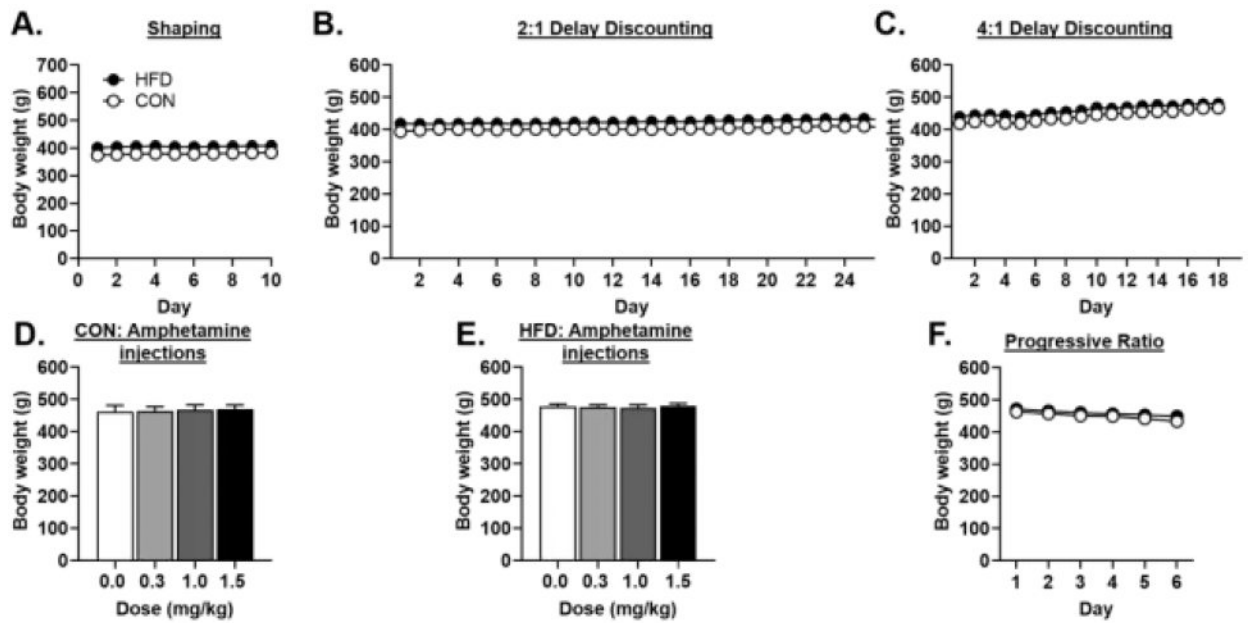 A. Shaping
700
600
500
400
300
200
100
0
Body weight (g)
HFD
CON
0 2 4 6 8 10
Day
B. 2:1 Delay Discounting
600
500
400
300
200
100
0
Body weight (g)
2 4 6 8 10 12 14 16 18 20 22 24
Day
C. 4:1 Delay Discounting
600
500
400
300
200
100
0
Body weight (g)
2 4 6 8 10 12 14 16 18
Day
D. CON: Amphetamine
injections
600
500
400
300
200
100
0
Body weight (g)
0.0 0.3 1.0 1.5
Dose (mg/kg)
E. HFD: Amphetamine
injections
600
500
400
300
200
100
0
Body weight (g)
0.0 0.3 1.0 1.5
Dose (mg/kg)
F. Progressive Ratio
600
500
400
300
200
100
0
Body weight (g)
1 2 3 4 5 6
Day